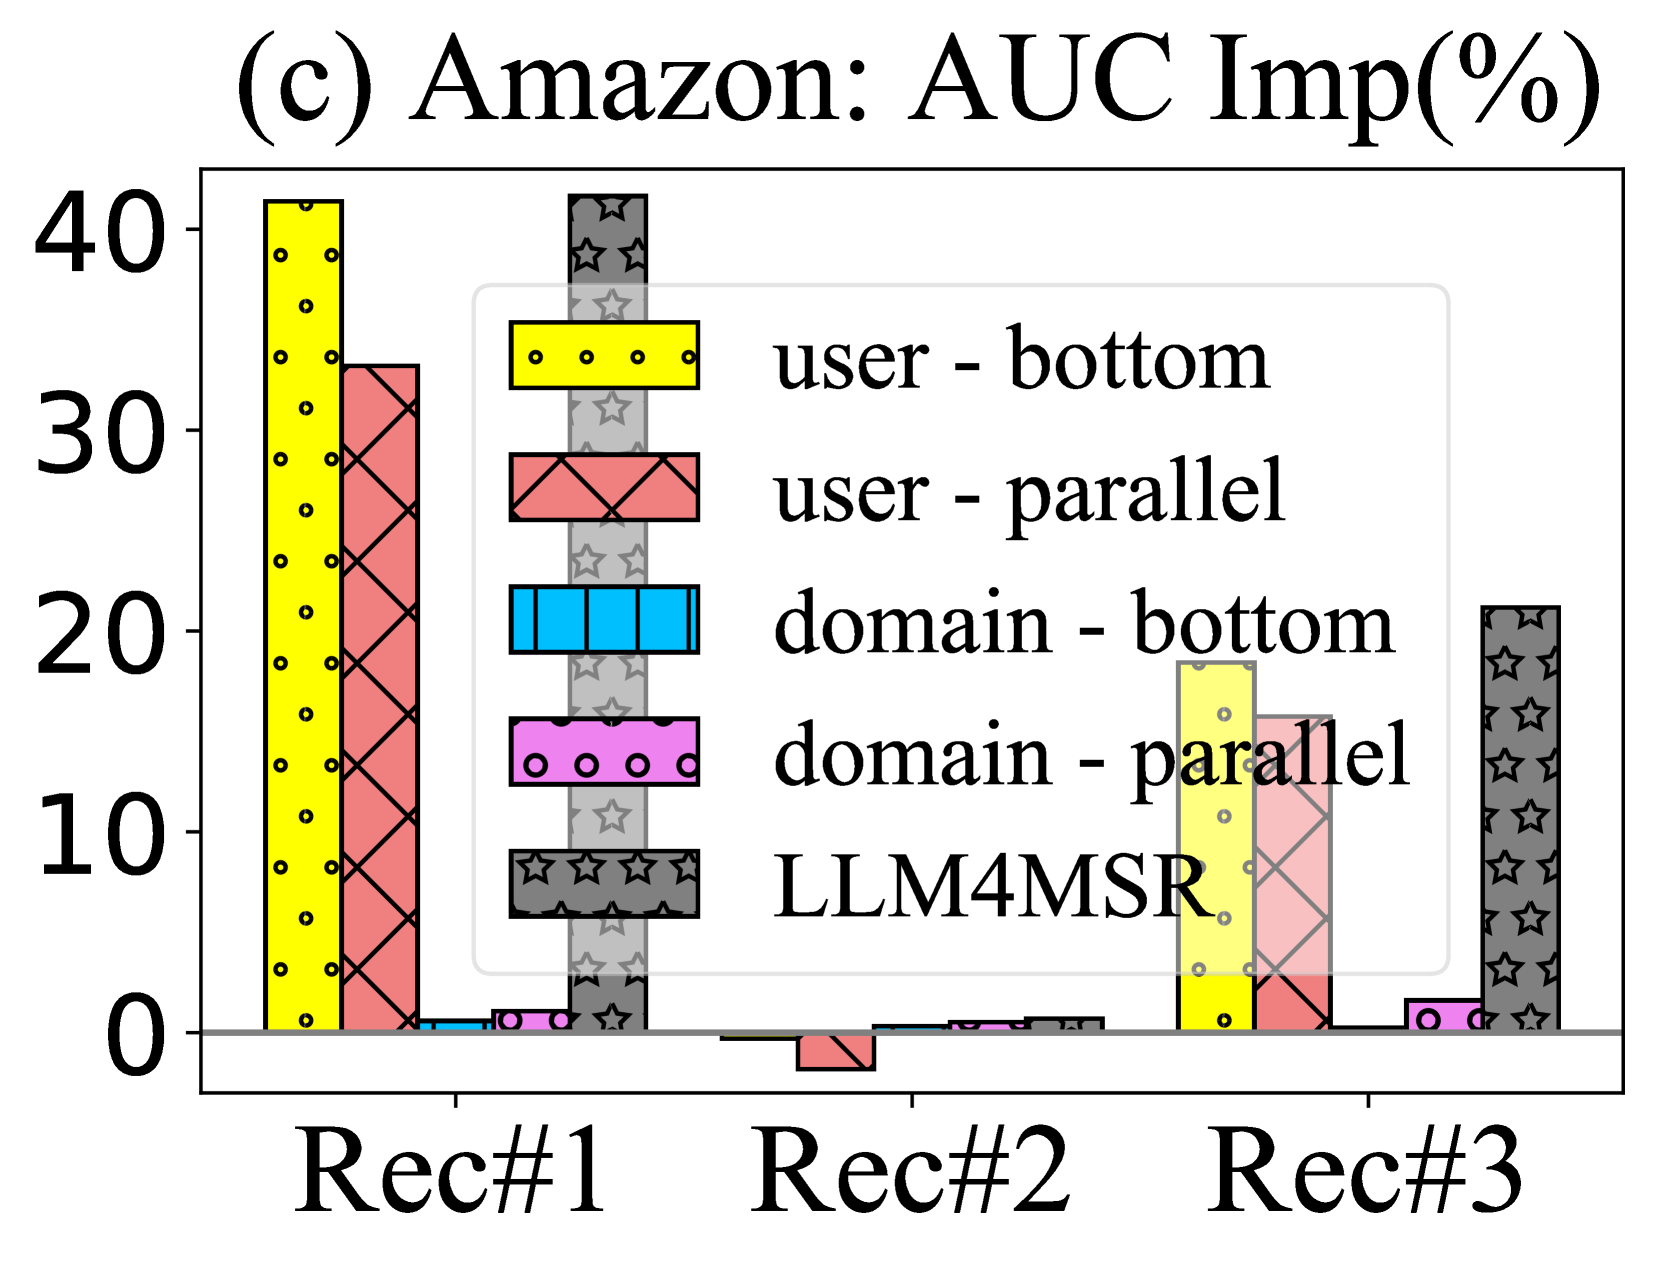 (c) Amazon: AUC Imp(%)
40
30
20
10
0
user - bottom
user - parallel
domain - bottom
domain - parallel
LLM4MSR
Rec#1 Rec#2 Rec#3